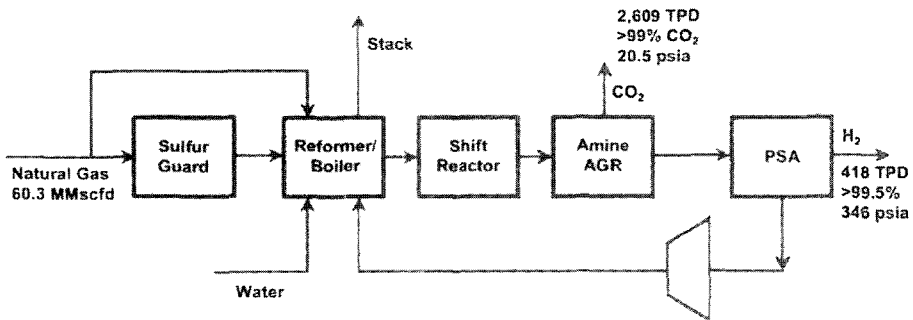 2,609 TPD
>99% CO₂
20.5 psia
Stack
CO₂
Sulfur
Guard
Reformer/
Boiler
Shift
Reactor
Amine
AGR
PSA
H₂
Natural Gas
60.3 MMscfd
418 TPD
>99.5%
346 psia
Water